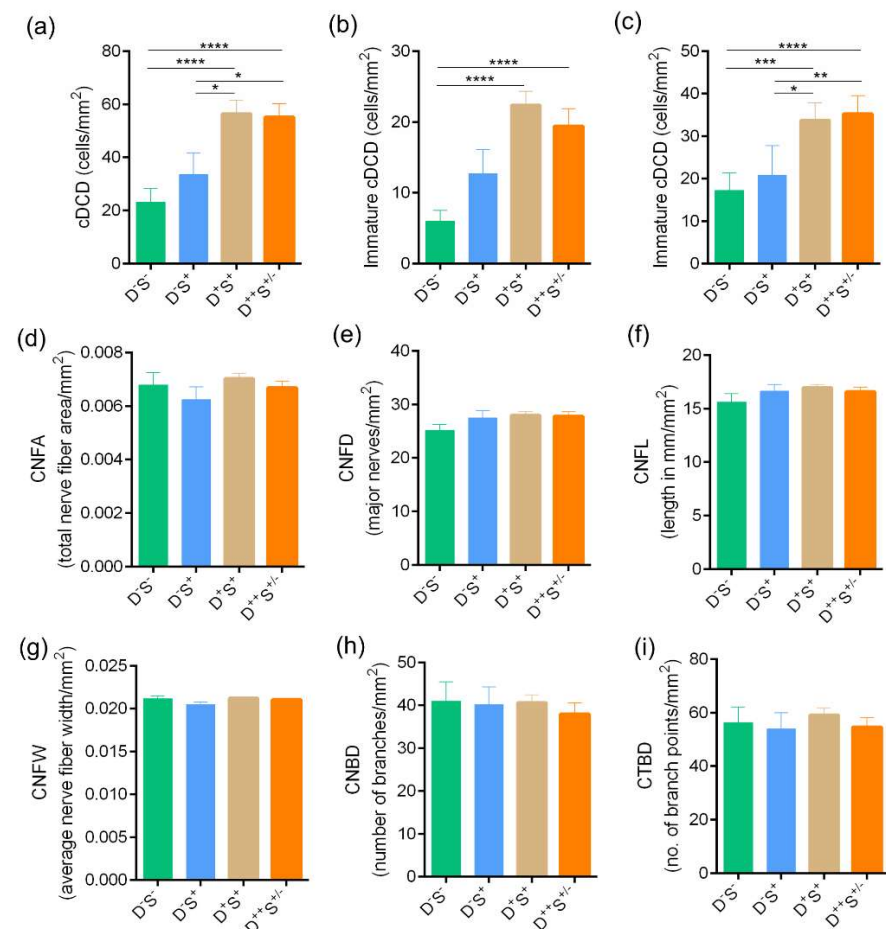 (a)
cDCD (cells/mm²)
80
60
40
20
0
****
****
*
*
D⁻S⁻
D⁻S⁺
D⁺S⁺
D⁺⁺S⁺/⁻
(b)
Immature cDCD (cells/mm²)
30
20
10
0
****
****
D⁻S⁻
D⁻S⁺
D⁺S⁺
D⁺⁺S⁺/⁻
(c)
Immature cDCD (cells/mm²)
50
40
30
20
10
0
****
***
**
*
D⁻S⁻
D⁻S⁺
D⁺S⁺
D⁺⁺S⁺/⁻
(d)
CNFA
(total nerve fiber area/mm²)
0.008
0.006
0.004
0.002
0.000
D⁻S⁻
D⁻S⁺
D⁺S⁺
D⁺⁺S⁺/⁻
(e)
CNFD
(major nerves/mm²)
40
30
20
10
0
D⁻S⁻
D⁻S⁺
D⁺S⁺
D⁺⁺S⁺/⁻
(f)
CNFL
(length in mm/mm²)
20
15
10
5
0
D⁻S⁻
D⁻S⁺
D⁺S⁺
D⁺⁺S⁺/⁻
(g)
CNFW
(average nerve fiber width/mm²)
0.025
0.020
0.015
0.010
0.005
0.000
D⁻S⁻
D⁻S⁺
D⁺S⁺
D⁺⁺S⁺/⁻
(h)
CNBD
(number of branches/mm²)
50
40
30
20
10
0
D⁻S⁻
D⁻S⁺
D⁺S⁺
D⁺⁺S⁺/⁻
(i)
CTBD
(no. of branch points/mm²)
80
60
40
20
0
D⁻S⁻
D⁻S⁺
D⁺S⁺
D⁺⁺S⁺/⁻